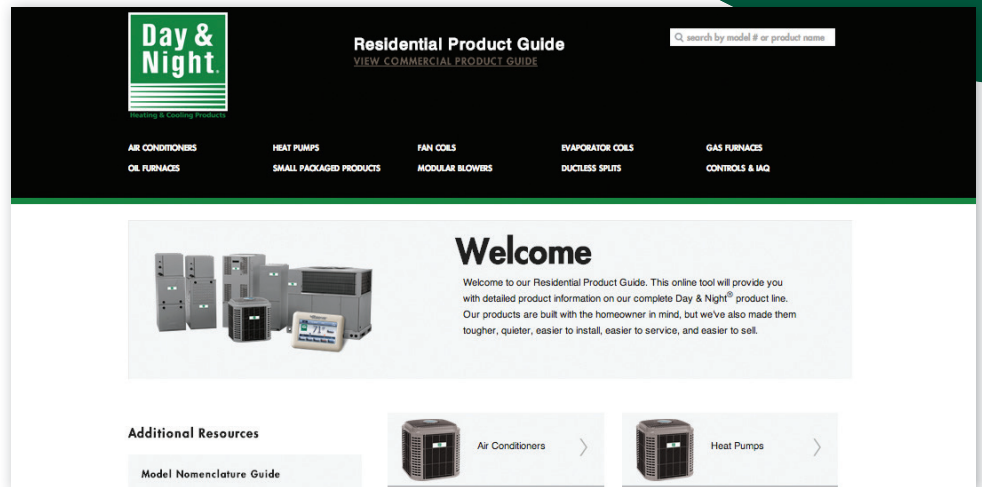 Day &
Night®
Heating & Cooling Products
Residential Product Guide
VIEW COMMERCIAL PRODUCT GUIDE
search by model # or product name
AIR CONDITIONERS HEAT PUMPS FAN COILS EVAPORATOR COILS GAS FURNACES
OIL FURNACES SMALL PACKAGED PRODUCTS MODULAR BLOWERS DUCTLESS SPLITS CONTROLS & IAQ
Welcome
Welcome to our Residential Product Guide. This online tool will provide you
with detailed product information on our complete Day & Night® product line.
Our products are built with the homeowner in mind, but we've also made them
tougher, quieter, easier to install, easier to service, and easier to sell.
Additional Resources
Air Conditioners
Heat Pumps
Model Nomenclature Guide